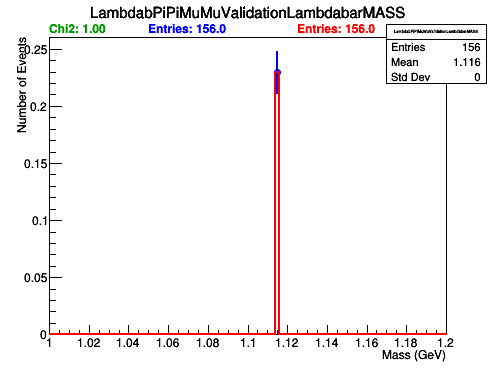 LambdabPiPiMuMuValidationLambdabarMASS
Chi2: 1.00 Entries: 156.0 Entries: 156.0
LambdabPiPiMuMuValidationLambdabarMASS
Entries 156
Mean 1.116
Std Dev 0
Number of Events
0.25
0.2
0.15
0.1
0.05
0
1 1.02 1.04 1.06 1.08 1.1 1.12 1.14 1.16 1.18 1.2
Mass (GeV)